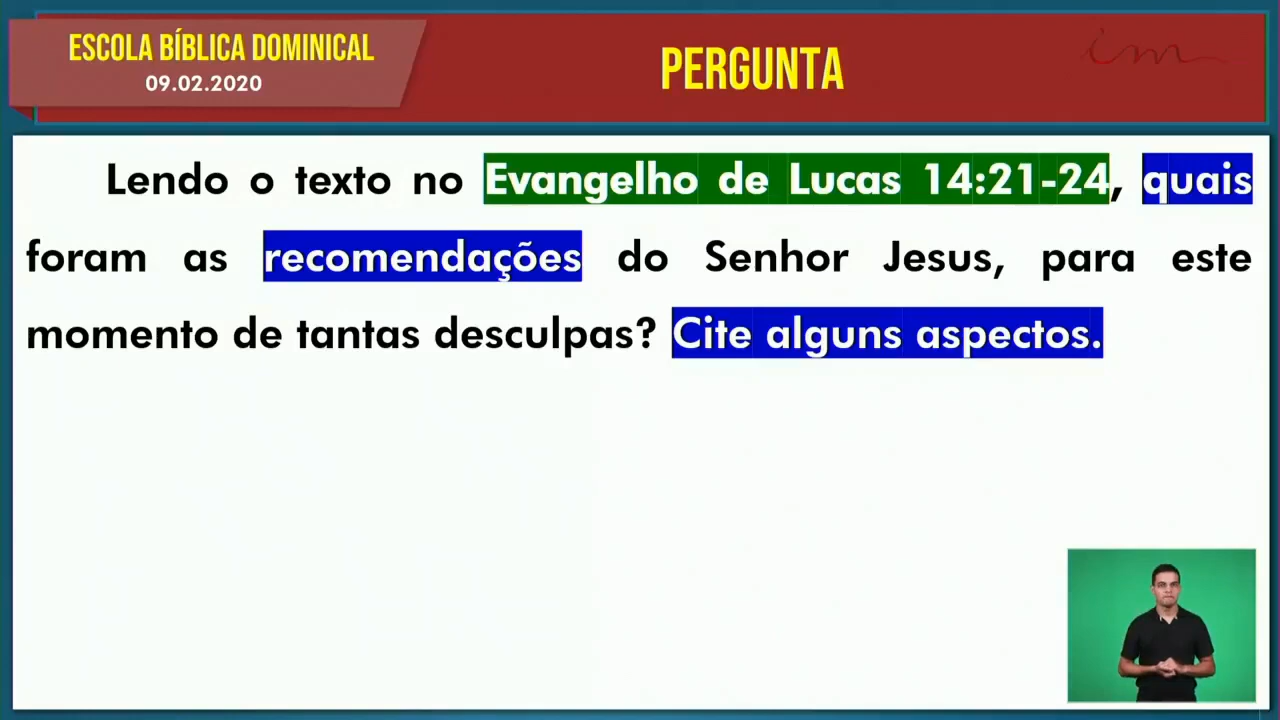 ESCOLA BÍBLICA DOMINICAL
09.02.2020
PERGUNTA
im
Lendo o texto no Evangelho de Lucas 14:21-24, quais
foram as recomendações do Senhor Jesus, para este
momento de tantas desculpas? Cite alguns aspectos.